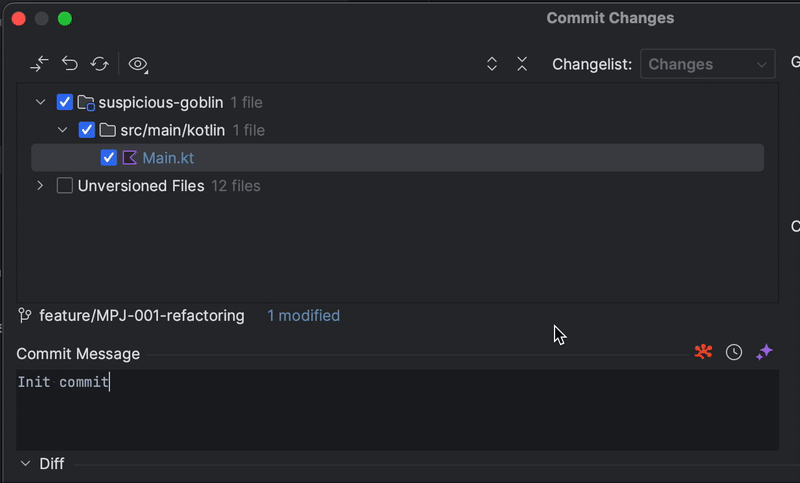 Commit Changes
Changelist: Changes
suspicious-goblin 1 file
src/main/kotlin 1 file
Main.kt
Unversioned Files 12 files
feature/MPJ-001-refactoring 1 modified
Commit Message
Init commit
Diff